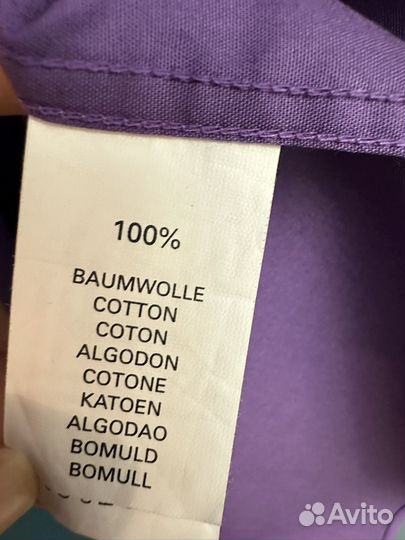 100%
BAUMWOLLE
COTTON
COTON
ALGODON
COTONE
KATOEN
ALGODAO
BOMULD
BOMULL
Avito